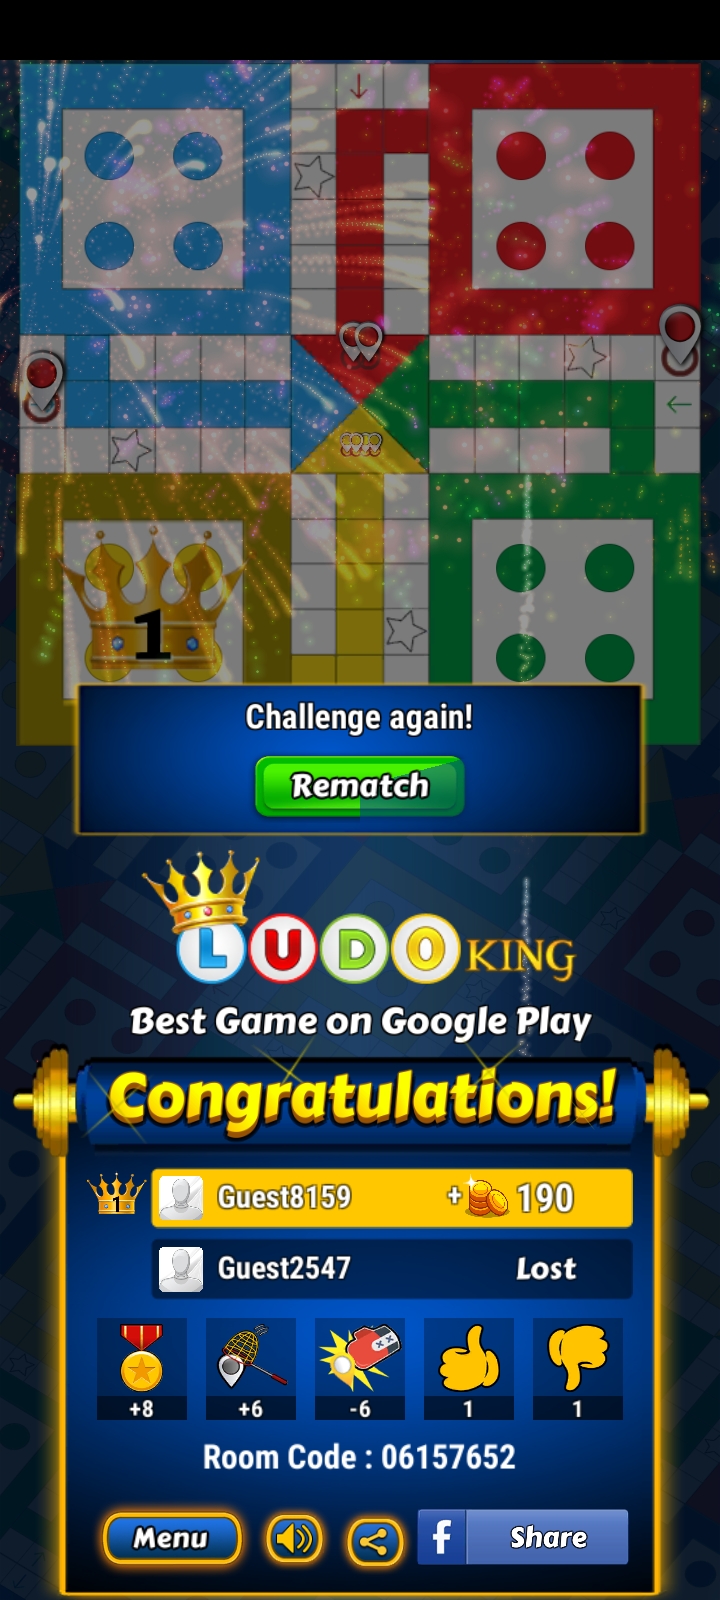 1
Challenge again!
Rematch
LUDO KING
Best Game on Google Play
Congratulations!
1 Guest8159 + 190
Guest2547 Lost
+8 +6 -6 1 1
Room Code : 06157652
Menu f Share